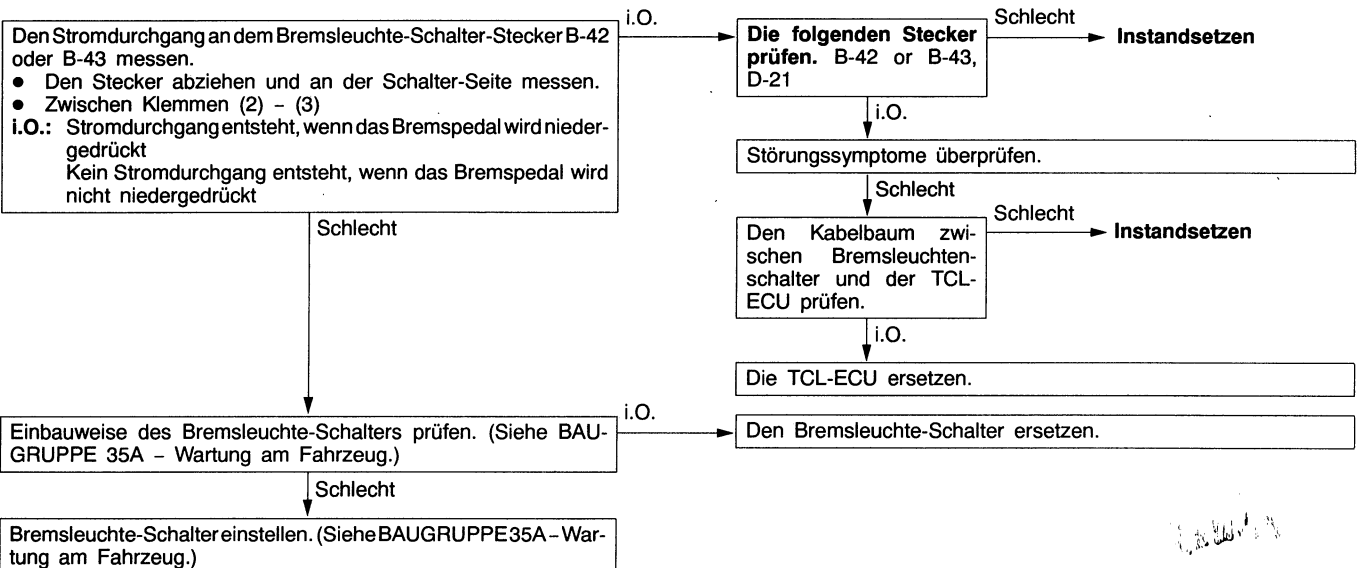 Den Stromdurchgang an dem Bremsleuchte-Schalter-Stecker B-42
oder B-43 messen.
● Den Stecker abziehen und an der Schalter-Seite messen.
● Zwischen Klemmen (2) – (3)
i.O.: Stromdurchgang entsteht, wenn das Bremspedal wird nieder-
gedrückt
Kein Stromdurchgang entsteht, wenn das Bremspedal wird
nicht niedergedrückt
i.O.
Die folgenden Stecker
prüfen. B-42 or B-43,
D-21
Schlecht
Instandsetzen
i.O.
Störungssymptome überprüfen.
Schlecht
Den Kabelbaum zwi-
schen Bremsleuchten-
schalter und der TCL-
ECU prüfen.
Schlecht
Instandsetzen
i.O.
Die TCL-ECU ersetzen.
Schlecht
Einbauweise des Bremsleuchte-Schalters prüfen. (Siehe BAU-
GRUPPE 35A – Wartung am Fahrzeug.)
i.O.
Den Bremsleuchte-Schalter ersetzen.
Schlecht
Bremsleuchte-Schalter einstellen. (Siehe BAUGRUPPE 35A – War-
tung am Fahrzeug.)